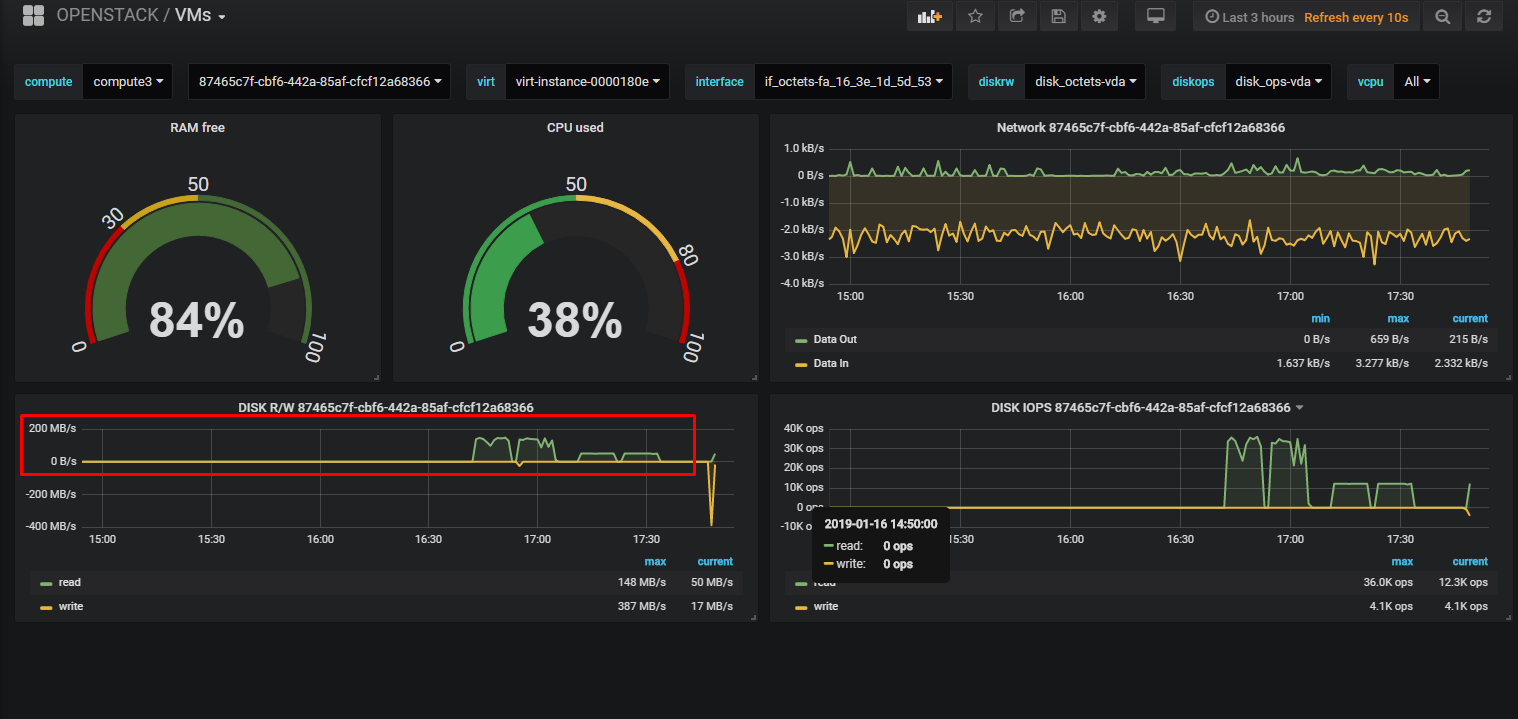 OPENSTACK / VMs
Last 3 hours Refresh every 10s
compute compute3 87465c7f-cbf6-442a-85af-cfcf12a68366 virt virt-instance-0000180e interface if_octets-fa_16_3e_1d_5d_53 diskrw disk_octets-vda diskops disk_ops-vda vcpu All
RAM free
0
30
50
100
84%
CPU used
0
50
80
100
38%
Network 87465c7f-cbf6-442a-85af-cfcf12a68366
1.0 kB/s
0 B/s
-1.0 kB/s
-2.0 kB/s
-3.0 kB/s
-4.0 kB/s
15:00 15:30 16:00 16:30 17:00 17:30
min max current
Data Out 0 B/s 659 B/s 215 B/s
Data In 1.637 kB/s 3.277 kB/s 2.332 kB/s
DISK R/W 87465c7f-cbf6-442a-85af-cfcf12a68366
200 MB/s
0 B/s
-200 MB/s
-400 MB/s
15:00 15:30 16:00 16:30 17:00 17:30
max current
read 148 MB/s 50 MB/s
write 387 MB/s 17 MB/s
DISK IOPS 87465c7f-cbf6-442a-85af-cfcf12a68366
40K ops
30K ops
20K ops
10K ops
0 ops
-10K o
2019-01-16 14:50:00
read: 0 ops
write: 0 ops
5:30 16:00 16:30 17:00 17:30
max current
read 36.0K ops 12.3K ops
write 4.1K ops 4.1K ops